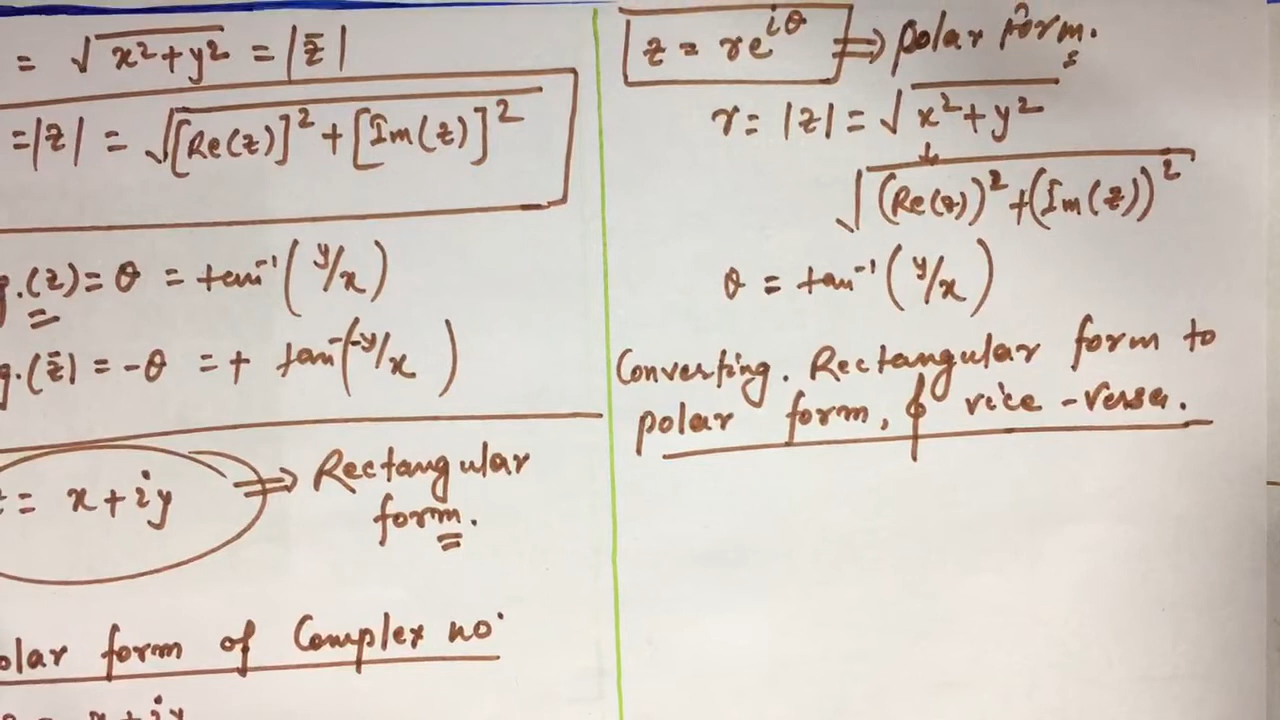 = √x²+y² = |z̄|
=|z| = √[Re(z)]² + [Im(z)]²
g.(z) = θ = tan⁻¹(y/x)
g.(z̄) = -θ = + tan⁻(-y/x)
= x + iy ⇒ Rectangular
form.
olar form of Complex no.
= x + iy
z = re^{iθ} ⇒ polar form.
r = |z| = √x²+y²
↓
√(Re(z))² + (Im(z))²
θ = tan⁻¹(y/x)
Converting. Rectangular form to
polar form, & vice-versa.